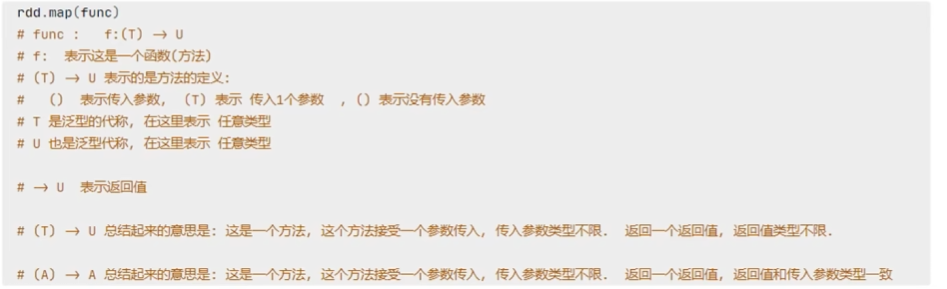 rdd.map(func)
# func :   f:(T) → U
# f:  表示这是一个函数(方法)
# (T) → U 表示的是方法的定义:
#   () 表示传入参数, (T) 表示 传入1个参数  , () 表示没有传入参数
# T 是泛型的代称, 在这里表示 任意类型
# U 也是泛型代称, 在这里表示 任意类型
# → U  表示返回值
# (T) → U 总结起来的意思是: 这是一个方法, 这个方法接受一个参数传入, 传入参数类型不限.  返回一个返回值, 返回值类型不限.
# (A) → A 总结起来的意思是: 这是一个方法, 这个方法接受一个参数传入, 传入参数类型不限.  返回一个返回值, 返回值和传入参数类型一致